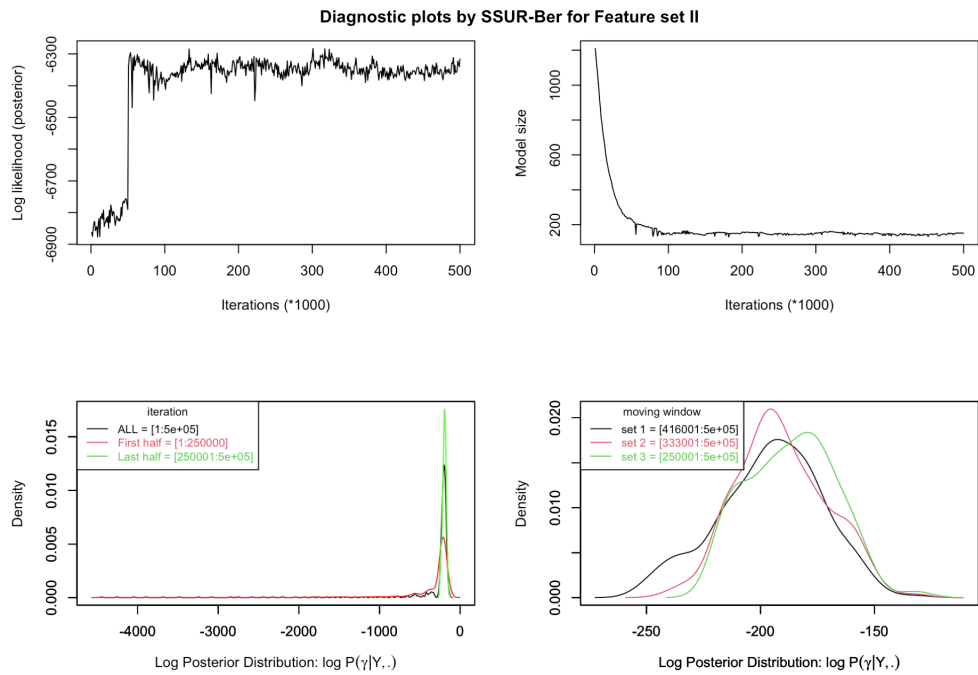 Diagnostic plots by SSUR-Ber for Feature set II
Log likelihood (posterior)
-6300
-6500
-6700
-6900
0 100 200 300 400 500
Iterations (*1000)
Model size
1000
600
200
0 100 200 300 400 500
Iterations (*1000)
Density
0.015
0.010
0.005
0.000
iteration
ALL = [1:5e+05]
First half = [1:250000]
Last half = [250001:5e+05]
-4000 -3000 -2000 -1000 0
Log Posterior Distribution: log P(γ|Y,.)
Density
0.020
0.010
0.000
moving window
set 1 = [416001:5e+05]
set 2 = [333001:5e+05]
set 3 = [250001:5e+05]
-250 -200 -150
Log Posterior Distribution: log P(γ|Y,.)